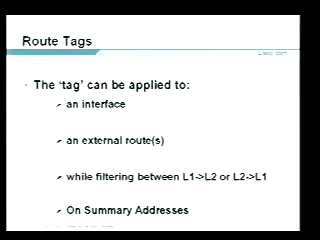 Route Tags
The 'tag' can be applied to:
an interface
an external route(s)
while filtering between L1->L2 or L2->L1
On Summary Addresses